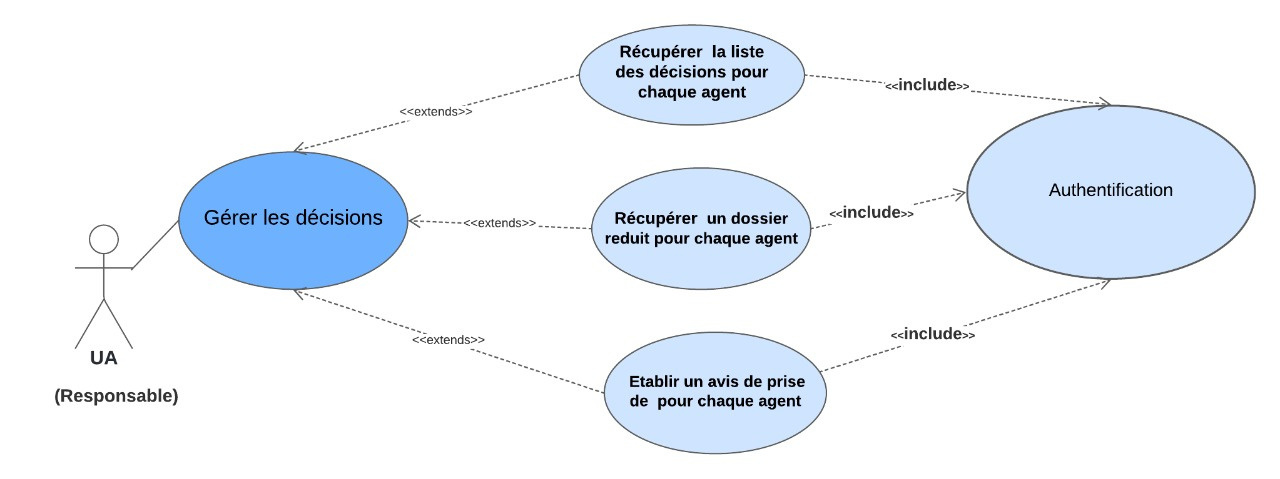 Récupérer la liste
des décisions pour
chaque agent
<<include>>
<<extends>>
Authentification
Gérer les décisions
Récupérer un dossier
reduit pour chaque agent
<<extends>>
<<include>>
<<extends>>
<<include>>
UA
(Responsable)
Etablir un avis de prise
de pour chaque agent